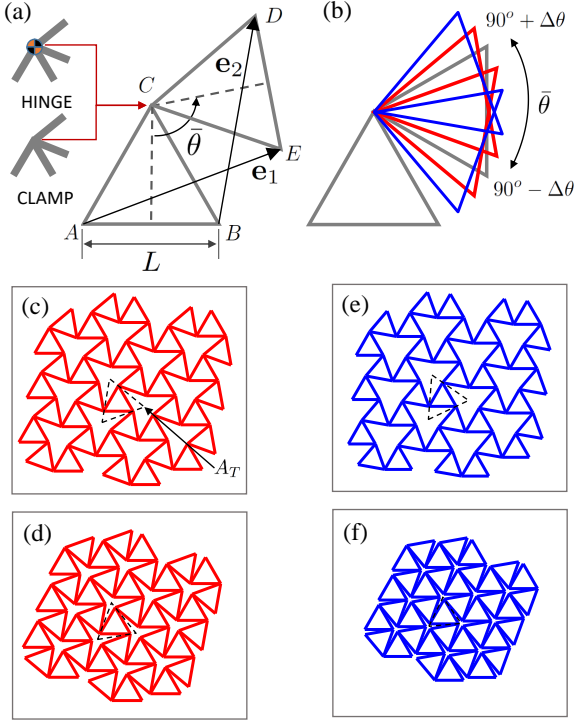 (a)
HINGE
CLAMP
A
B
C
D
E
e₁
e₂
θ̄
L
(b)
90° + Δθ
θ̄
90° − Δθ
(c)
A_T
(e)
(d)
(f)